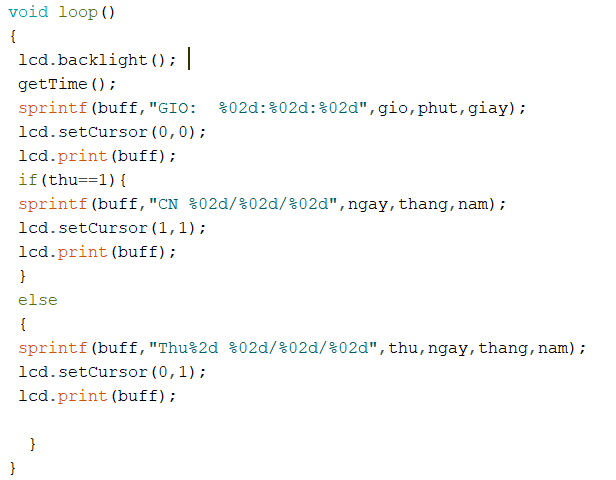 void loop()
{
 lcd.backlight();
 getTime();
 sprintf(buff,"GIO:  %02d:%02d:%02d",gio,phut,giay);
 lcd.setCursor(0,0);
 lcd.print(buff);
 if(thu==1){
 sprintf(buff,"CN %02d/%02d/%02d",ngay,thang,nam);
 lcd.setCursor(1,1);
 lcd.print(buff);
 }
 else
 {
 sprintf(buff,"Thu%2d %02d/%02d/%02d",thu,ngay,thang,nam);
 lcd.setCursor(0,1);
 lcd.print(buff);

  }
}